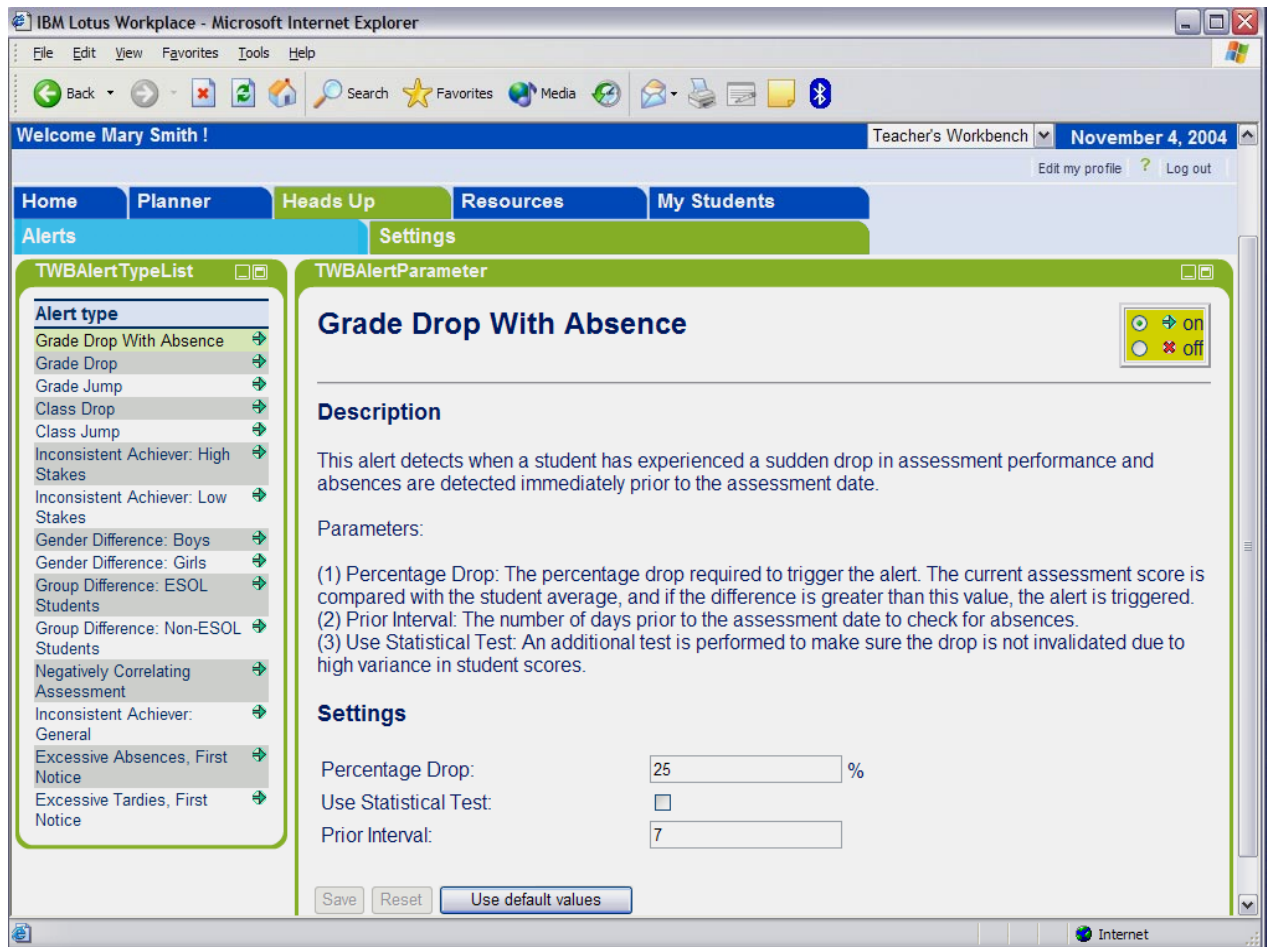 IBM Lotus Workplace - Microsoft Internet Explorer
File Edit View Favorites Tools Help
Back Search Favorites Media
Welcome Mary Smith ! Teacher's Workbench November 4, 2004
Edit my profile ? Log out
Home Planner Heads Up Resources My Students
Alerts Settings
TWBAlertTypeList
Alert type
Grade Drop With Absence
Grade Drop
Grade Jump
Class Drop
Class Jump
Inconsistent Achiever: High
Stakes
Inconsistent Achiever: Low
Stakes
Gender Difference: Boys
Gender Difference: Girls
Group Difference: ESOL
Students
Group Difference: Non-ESOL
Students
Negatively Correlating
Assessment
Inconsistent Achiever:
General
Excessive Absences, First
Notice
Excessive Tardies, First
Notice
TWBAlertParameter
Grade Drop With Absence
on
off
Description
This alert detects when a student has experienced a sudden drop in assessment performance and
absences are detected immediately prior to the assessment date.
Parameters:
(1) Percentage Drop: The percentage drop required to trigger the alert. The current assessment score is
compared with the student average, and if the difference is greater than this value, the alert is triggered.
(2) Prior Interval: The number of days prior to the assessment date to check for absences.
(3) Use Statistical Test: An additional test is performed to make sure the drop is not invalidated due to
high variance in student scores.
Settings
Percentage Drop: 25 %
Use Statistical Test:
Prior Interval: 7
Save Reset Use default values
Internet